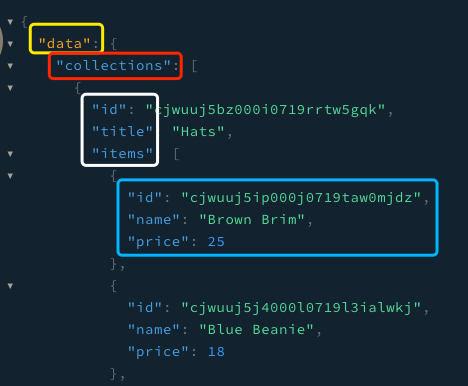 {
"data": {
"collections": [
{
"id": "cjwuuj5bz000i0719rrtw5gqk",
"title" "Hats",
"items" [
{
"id": "cjwuuj5ip000j0719taw0mjdz",
"name": "Brown Brim",
"price": 25
},
{
"id": "cjwuuj5j4000l0719l3ialwkj",
"name": "Blue Beanie",
"price": 18
},